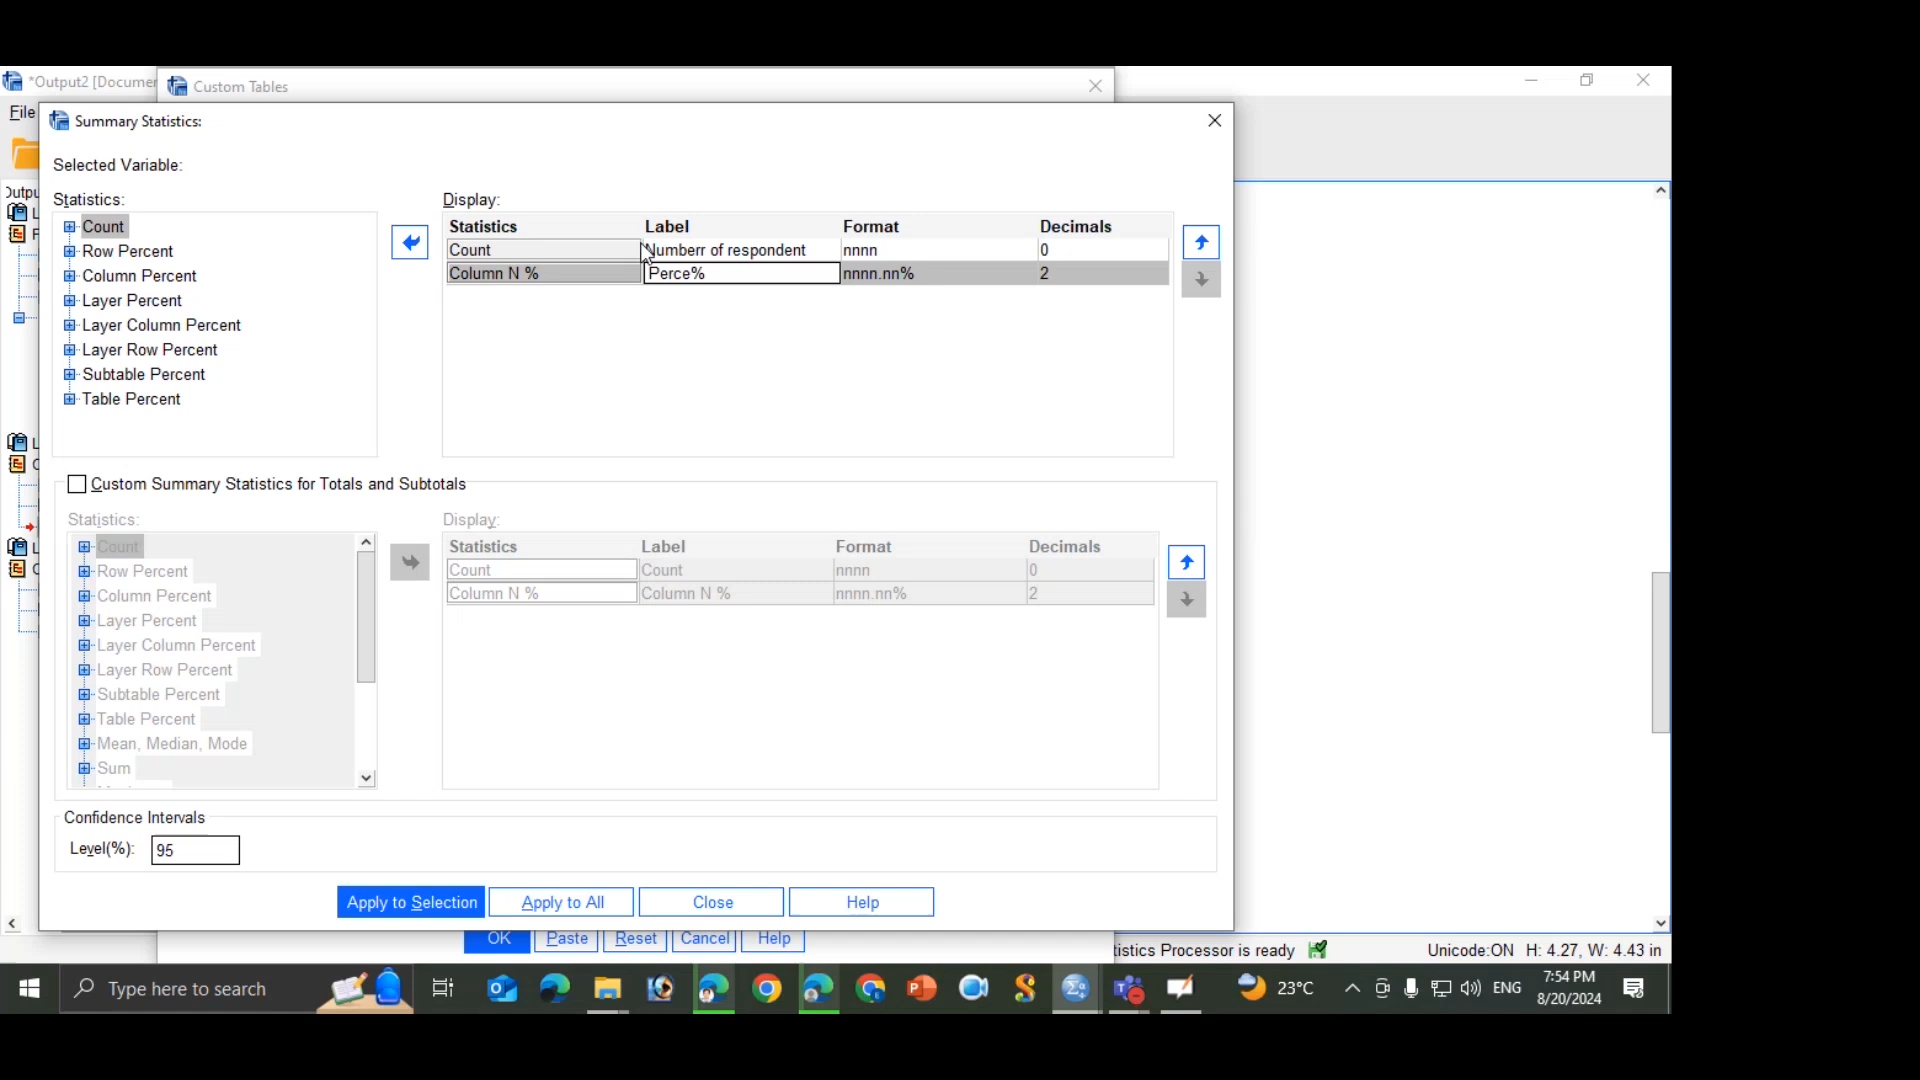 *Output2 [Documen
Custom Tables
File
Summary Statistics:
Selected Variable:
Statistics:
Display:
Count
Row Percent
Column Percent
Layer Percent
Layer Column Percent
Layer Row Percent
Subtable Percent
Table Percent
Statistics Label Format Decimals
Count Numberr of respondent nnnn 0
Column N % Perce% nnnn.nn% 2
Custom Summary Statistics for Totals and Subtotals
Statistics:
Display:
Count
Row Percent
Column Percent
Layer Percent
Layer Column Percent
Layer Row Percent
Subtable Percent
Table Percent
Mean, Median, Mode
Sum
Statistics Label Format Decimals
Count Count nnnn 0
Column N % Column N % nnnn.nn% 2
Confidence Intervals
Level(%): 95
Apply to Selection Apply to All Close Help
OK Paste Reset Cancel Help
tistics Processor is ready Unicode:ON H: 4.27, W: 4.43 in
Type here to search
23°C
ENG
7:54 PM
8/20/2024